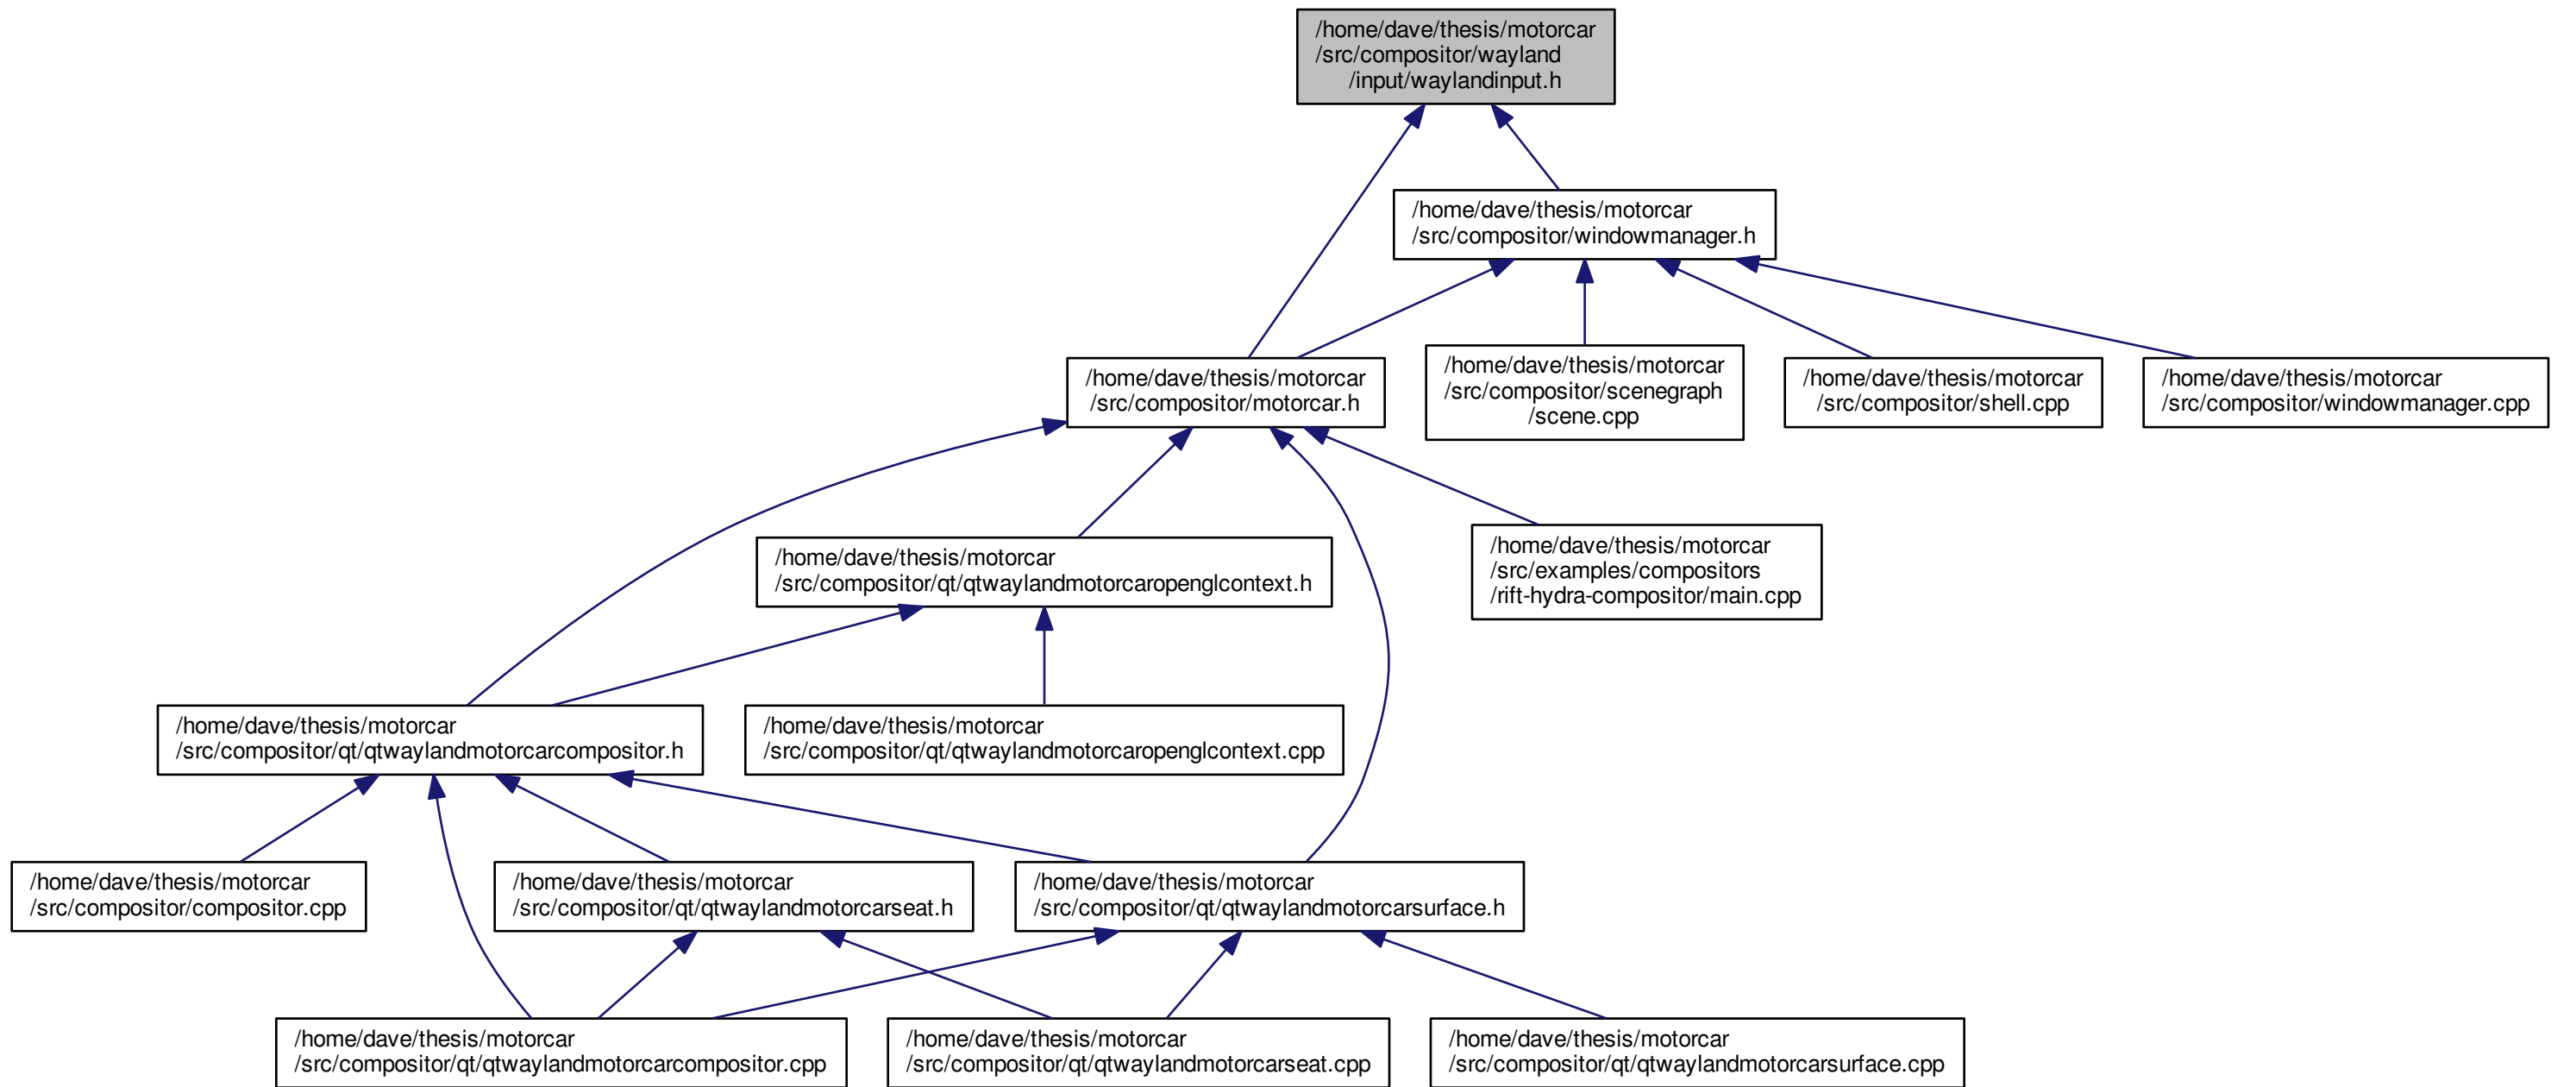 /home/dave/thesis/motorcar
/src/compositor/wayland
/input/waylandinput.h
/home/dave/thesis/motorcar
/src/compositor/windowmanager.h
/home/dave/thesis/motorcar
/src/compositor/motorcar.h
/home/dave/thesis/motorcar
/src/compositor/scenegraph
/scene.cpp
/home/dave/thesis/motorcar
/src/compositor/shell.cpp
/home/dave/thesis/motorcar
/src/compositor/windowmanager.cpp
/home/dave/thesis/motorcar
/src/compositor/qt/qtwaylandmotorcaropenglcontext.h
/home/dave/thesis/motorcar
/src/examples/compositors
/rift-hydra-compositor/main.cpp
/home/dave/thesis/motorcar
/src/compositor/qt/qtwaylandmotorcarcompositor.h
/home/dave/thesis/motorcar
/src/compositor/qt/qtwaylandmotorcaropenglcontext.cpp
/home/dave/thesis/motorcar
/src/compositor/compositor.cpp
/home/dave/thesis/motorcar
/src/compositor/qt/qtwaylandmotorcarseat.h
/home/dave/thesis/motorcar
/src/compositor/qt/qtwaylandmotorcarsurface.h
/home/dave/thesis/motorcar
/src/compositor/qt/qtwaylandmotorcarcompositor.cpp
/home/dave/thesis/motorcar
/src/compositor/qt/qtwaylandmotorcarseat.cpp
/home/dave/thesis/motorcar
/src/compositor/qt/qtwaylandmotorcarsurface.cpp